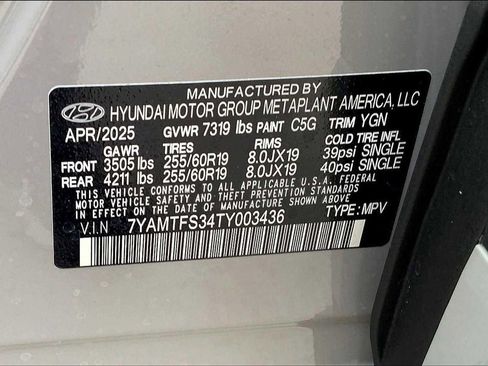 MANUFACTURED BY
HYUNDAI MOTOR GROUP METAPLANT AMERICA, LLC
APR/2025 GVWR 7319 lbs PAINT C5G TRIM YGN
GAWR TIRES RIMS COLD TIRE INFL
FRONT 3505 lbs 255/60R19 8.0JX19 39psi SINGLE
REAR 4211 lbs 255/60R19 8.0JX19 40psi SINGLE
THIS VEHICLE CONFORMS TO ALL APPLICABLE U.S.A. FEDERAL
MOTOR VEHICLE SAFETY STANDARDS IN EFFECT ON THE DATE OF
MANUFACTURE SHOWN ABOVE.
V.I.N 7YAMTFS34TY003436 TYPE: MPV